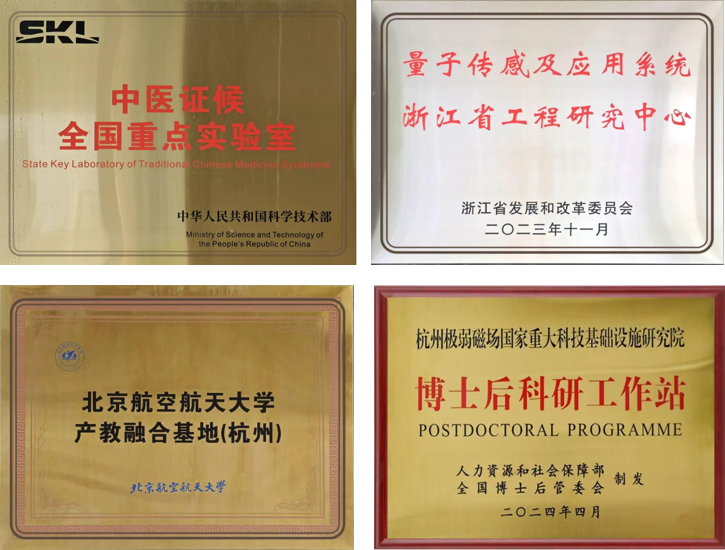 SKL
中医证候
全国重点实验室
State Key Laboratory of Traditional Chinese Medicine Syndrome
中华人民共和国科学技术部
Ministry of Science and Technology of
the People's Republic of China
量子传感及应用系统
浙江省工程研究中心
浙江省发展和改革委员会
二〇二三年十一月
北京航空航天大学
产教融合基地(杭州)
北京航空航天大学
杭州极弱磁场国家重大科技基础设施研究院
博士后科研工作站
POSTDOCTORAL PROGRAMME
人力资源和社会保障部
全国博士后管委会
制发
二〇二四年四月